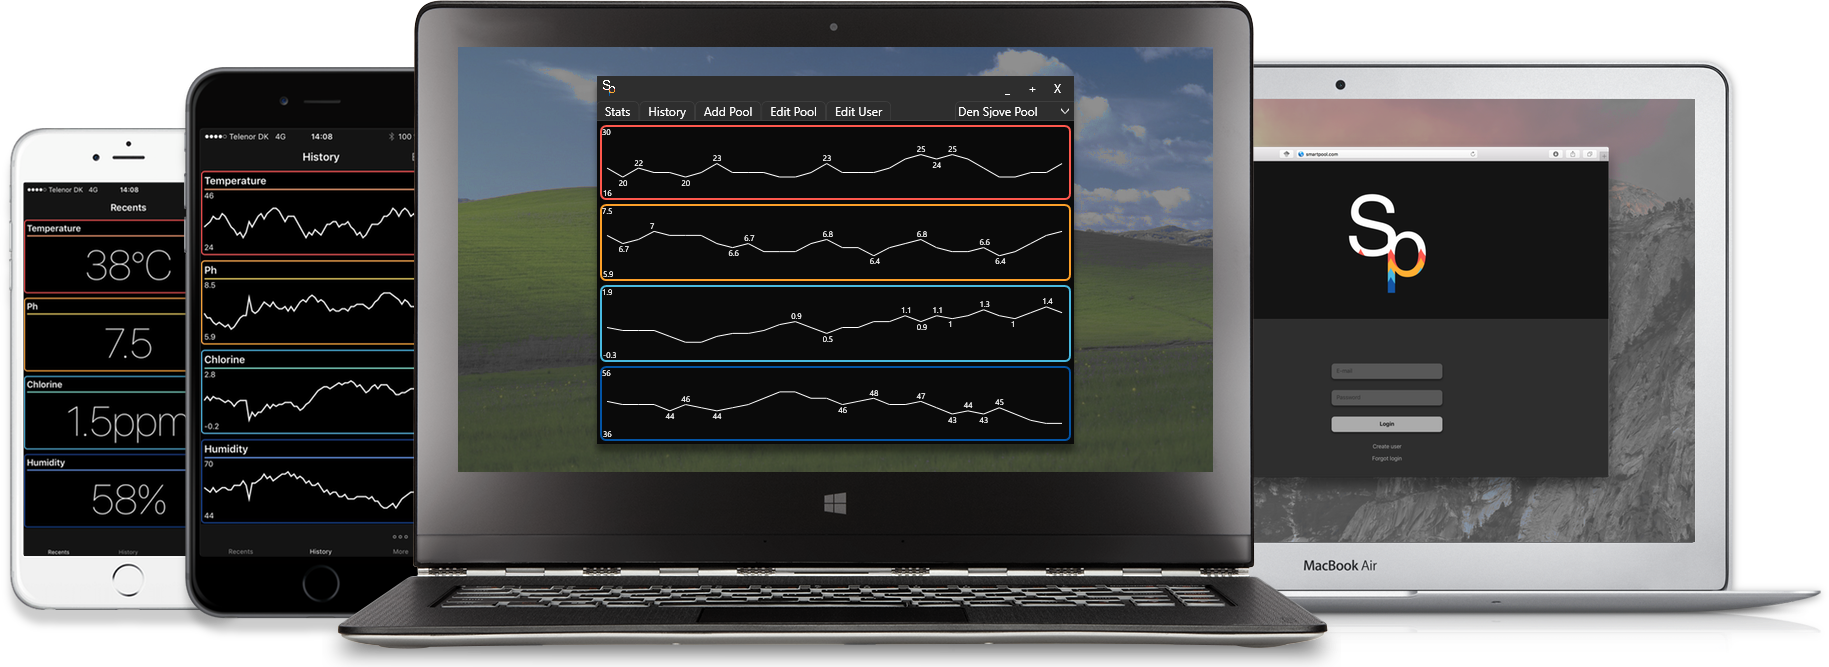 Telenor DK 4G 14:08
Recents
Temperature
38°C
Ph
7.5
Chlorine
1.5ppm
Humidity
58%
Recents History
Telenor DK 4G 14:08 100
History
Temperature
46
24
Ph
8.5
5.9
Chlorine
2.8
-0.2
Humidity
70
44
Recents History More
Sp
_ + X
Stats History Add Pool Edit Pool Edit User Den Sjove Pool
30
22 23 23 25 25
20 20 24
16
7.5
7 6.7 6.8 6.8 6.6
6.7 6.6 6.4 6.4
5.9
1.9
0.9 1.1 1.1 1.3 1.4
0.5 0.9 1 1
-0.3
56
46 48 47 44 45
44 44 46 43 43
36
smartpool.com
Sp
E-mail
Password
Login
Create user
Forgot login
MacBook Air